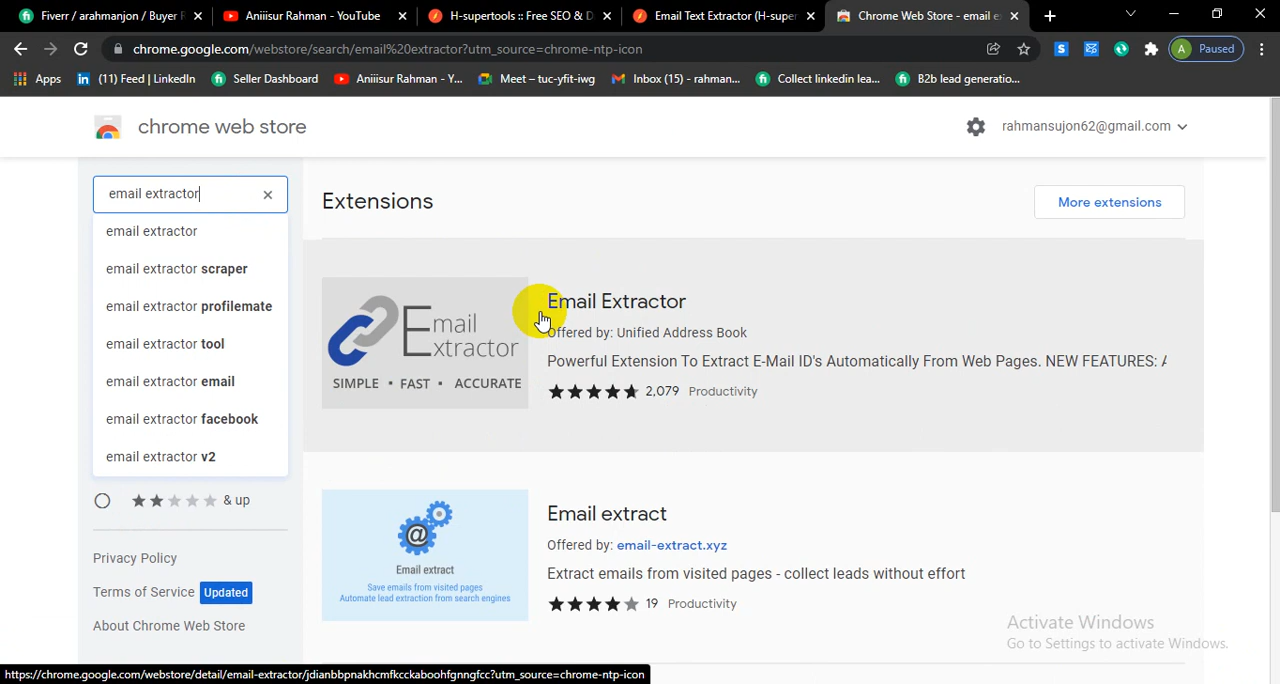 Fiverr / arahmanjon / Buyer R
Aniiisur Rahman - YouTube
H-supertools :: Free SEO & D
Email Text Extractor (H-super
Chrome Web Store - email e
chrome.google.com/webstore/search/email%20extractor?utm_source=chrome-ntp-icon
S
A Paused
Apps
(11) Feed | LinkedIn
Seller Dashboard
Aniiisur Rahman - Y...
Meet – tuc-yfit-iwg
Inbox (15) - rahman...
Collect linkedin lea...
B2b lead generatio...
chrome web store
rahmansujon62@gmail.com
email extractor
email extractor
email extractor scraper
email extractor profilemate
email extractor tool
email extractor email
email extractor facebook
email extractor v2
& up
Privacy Policy
Terms of Service Updated
About Chrome Web Store
Extensions
More extensions
Email
Extractor
SIMPLE • FAST • ACCURATE
Email Extractor
Offered by: Unified Address Book
Powerful Extension To Extract E-Mail ID's Automatically From Web Pages. NEW FEATURES: A
2,079 Productivity
@
Email extract
Save emails from visited pages
Automate lead extraction from search engines
Email extract
Offered by: email-extract.xyz
Extract emails from visited pages - collect leads without effort
19 Productivity
Activate Windows
Go to Settings to activate Windows.
https://chrome.google.com/webstore/detail/email-extractor/jdianbbpnakhcmfkcckaboohfgnngfcc?utm_source=chrome-ntp-icon